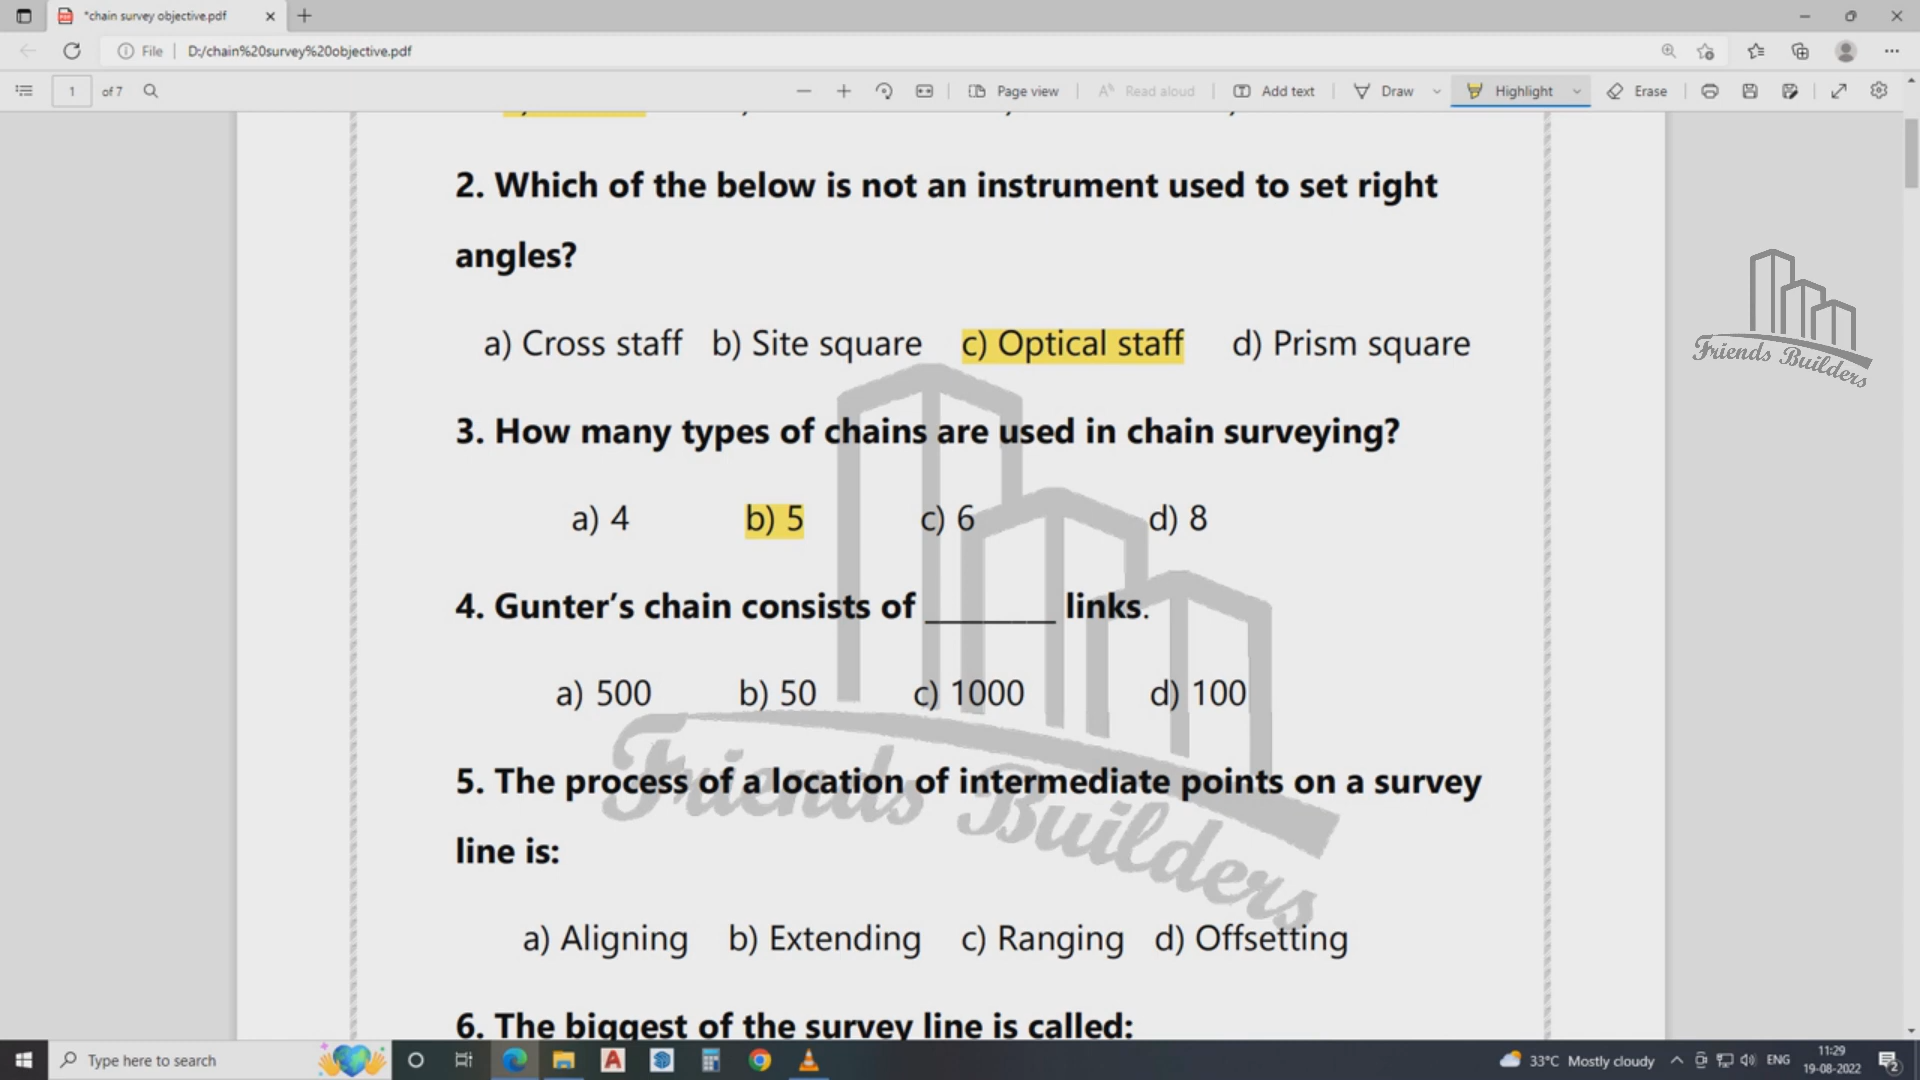 *chain survey objective.pdf
File
D:/chain%20survey%20objective.pdf
1 of 7
Page view
Read aloud
Add text
Draw
Highlight
Erase
2. Which of the below is not an instrument used to set right
angles?
a) Cross staff b) Site square c) Optical staff d) Prism square
3. How many types of chains are used in chain surveying?
a) 4 b) 5 c) 6 d) 8
4. Gunter's chain consists of ________ links.
a) 500 b) 50 c) 1000 d) 100
5. The process of a location of intermediate points on a survey
line is:
a) Aligning b) Extending c) Ranging d) Offsetting
6. The biggest of the survey line is called:
Friends Builders
Friends Builders
Type here to search
33°C Mostly cloudy
ENG
11:29
19-08-2022
2